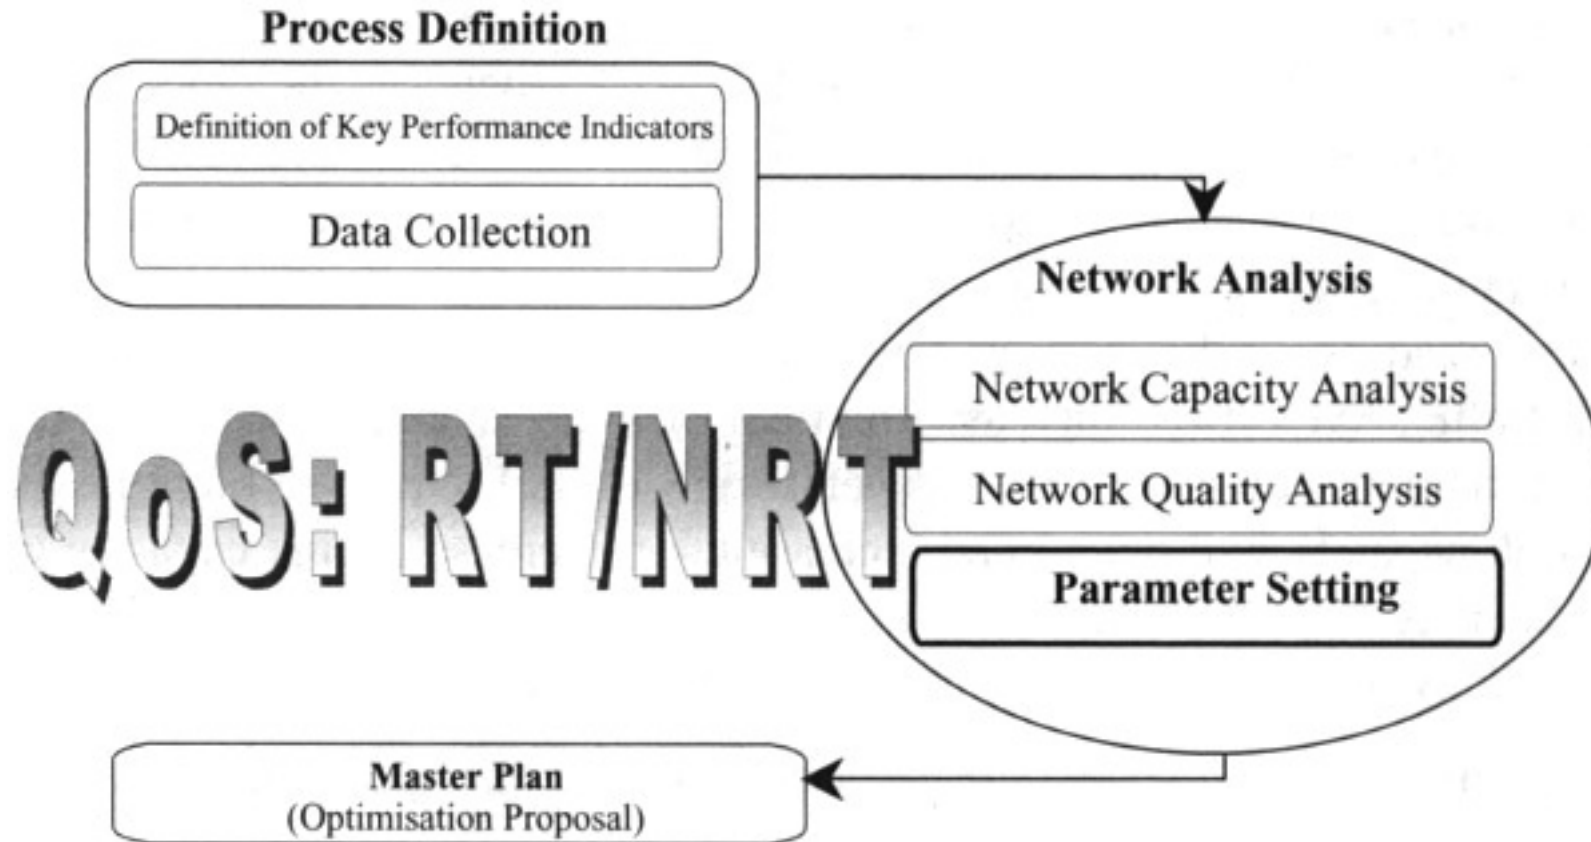 Process Definition
Definition of Key Performance Indicators
Data Collection
Network Analysis
Network Capacity Analysis
Network Quality Analysis
Parameter Setting
QoS: RT/NRT
Master Plan
(Optimisation Proposal)